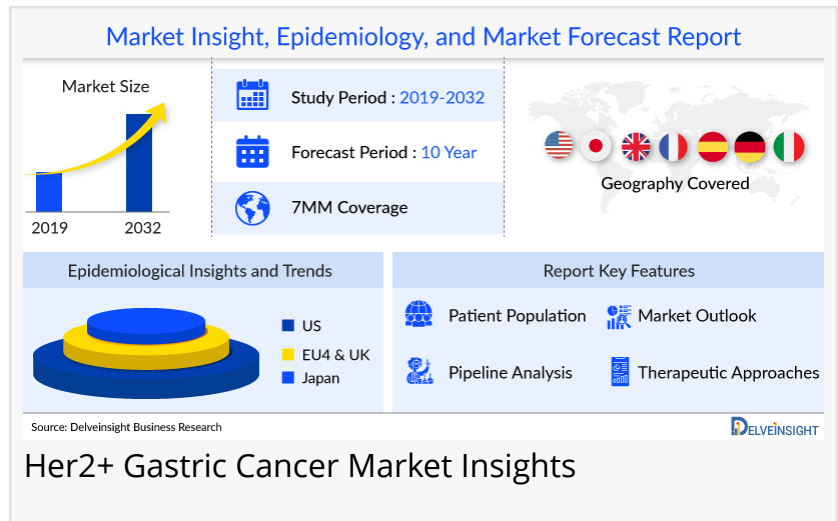 Market Insight, Epidemiology, and Market Forecast Report
Market Size
2019
2032
Study Period : 2019-2032
Forecast Period : 10 Year
7MM Coverage
Geography Covered
Epidemiological Insights and Trends
US
EU4 & UK
Japan
Report Key Features
Patient Population
Market Outlook
Pipeline Analysis
Therapeutic Approaches
Source: Delveinsight Business Research
DELVEINSIGHT
Her2+ Gastric Cancer Market Insights